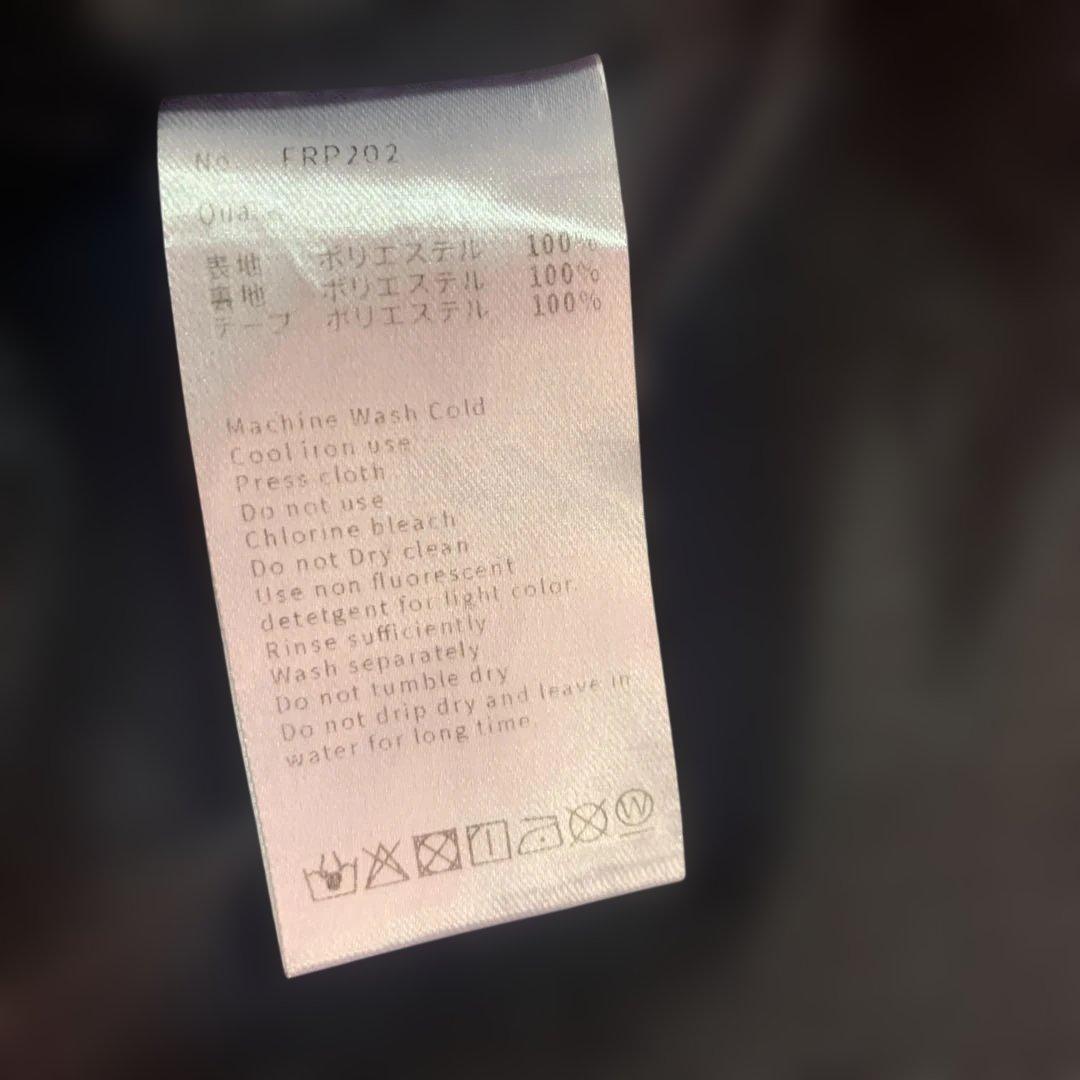 No. FRP202
Qua
表地 ポリエステル 100%
裏地 ポリエステル 100%
テープ ポリエステル 100%
Machine Wash Cold
Cool iron use
Press cloth
Do not use
Chlorine bleach
Do not Dry clean
Use non fluorescent
detetgent for light color.
Rinse sufficiently
Wash separately
Do not tumble dry
Do not drip dry and leave in
water for long time.
W